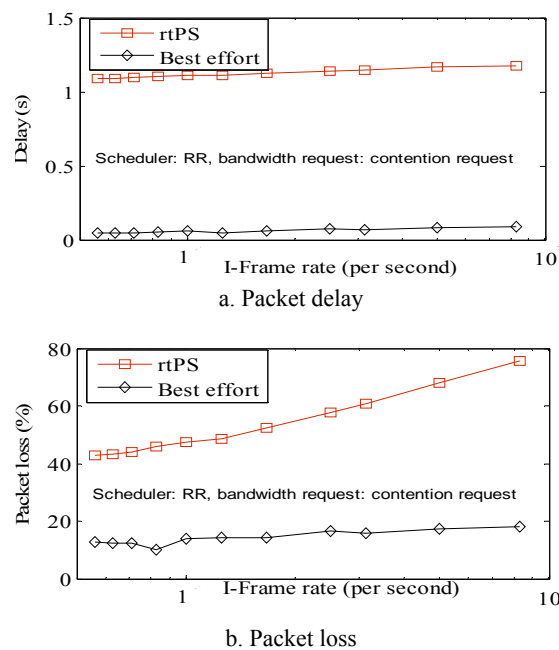 1.5
rtPS
Best effort
1
Delay (s)
0.5
Scheduler: RR, bandwidth request: contention request
0
1
10
I-Frame rate (per second)
a. Packet delay
80
rtPS
Best effort
60
Packet loss (%)
40
Scheduler: RR, bandwidth request: contention request
20
0
1
10
I-Frame rate (per second)
b. Packet loss